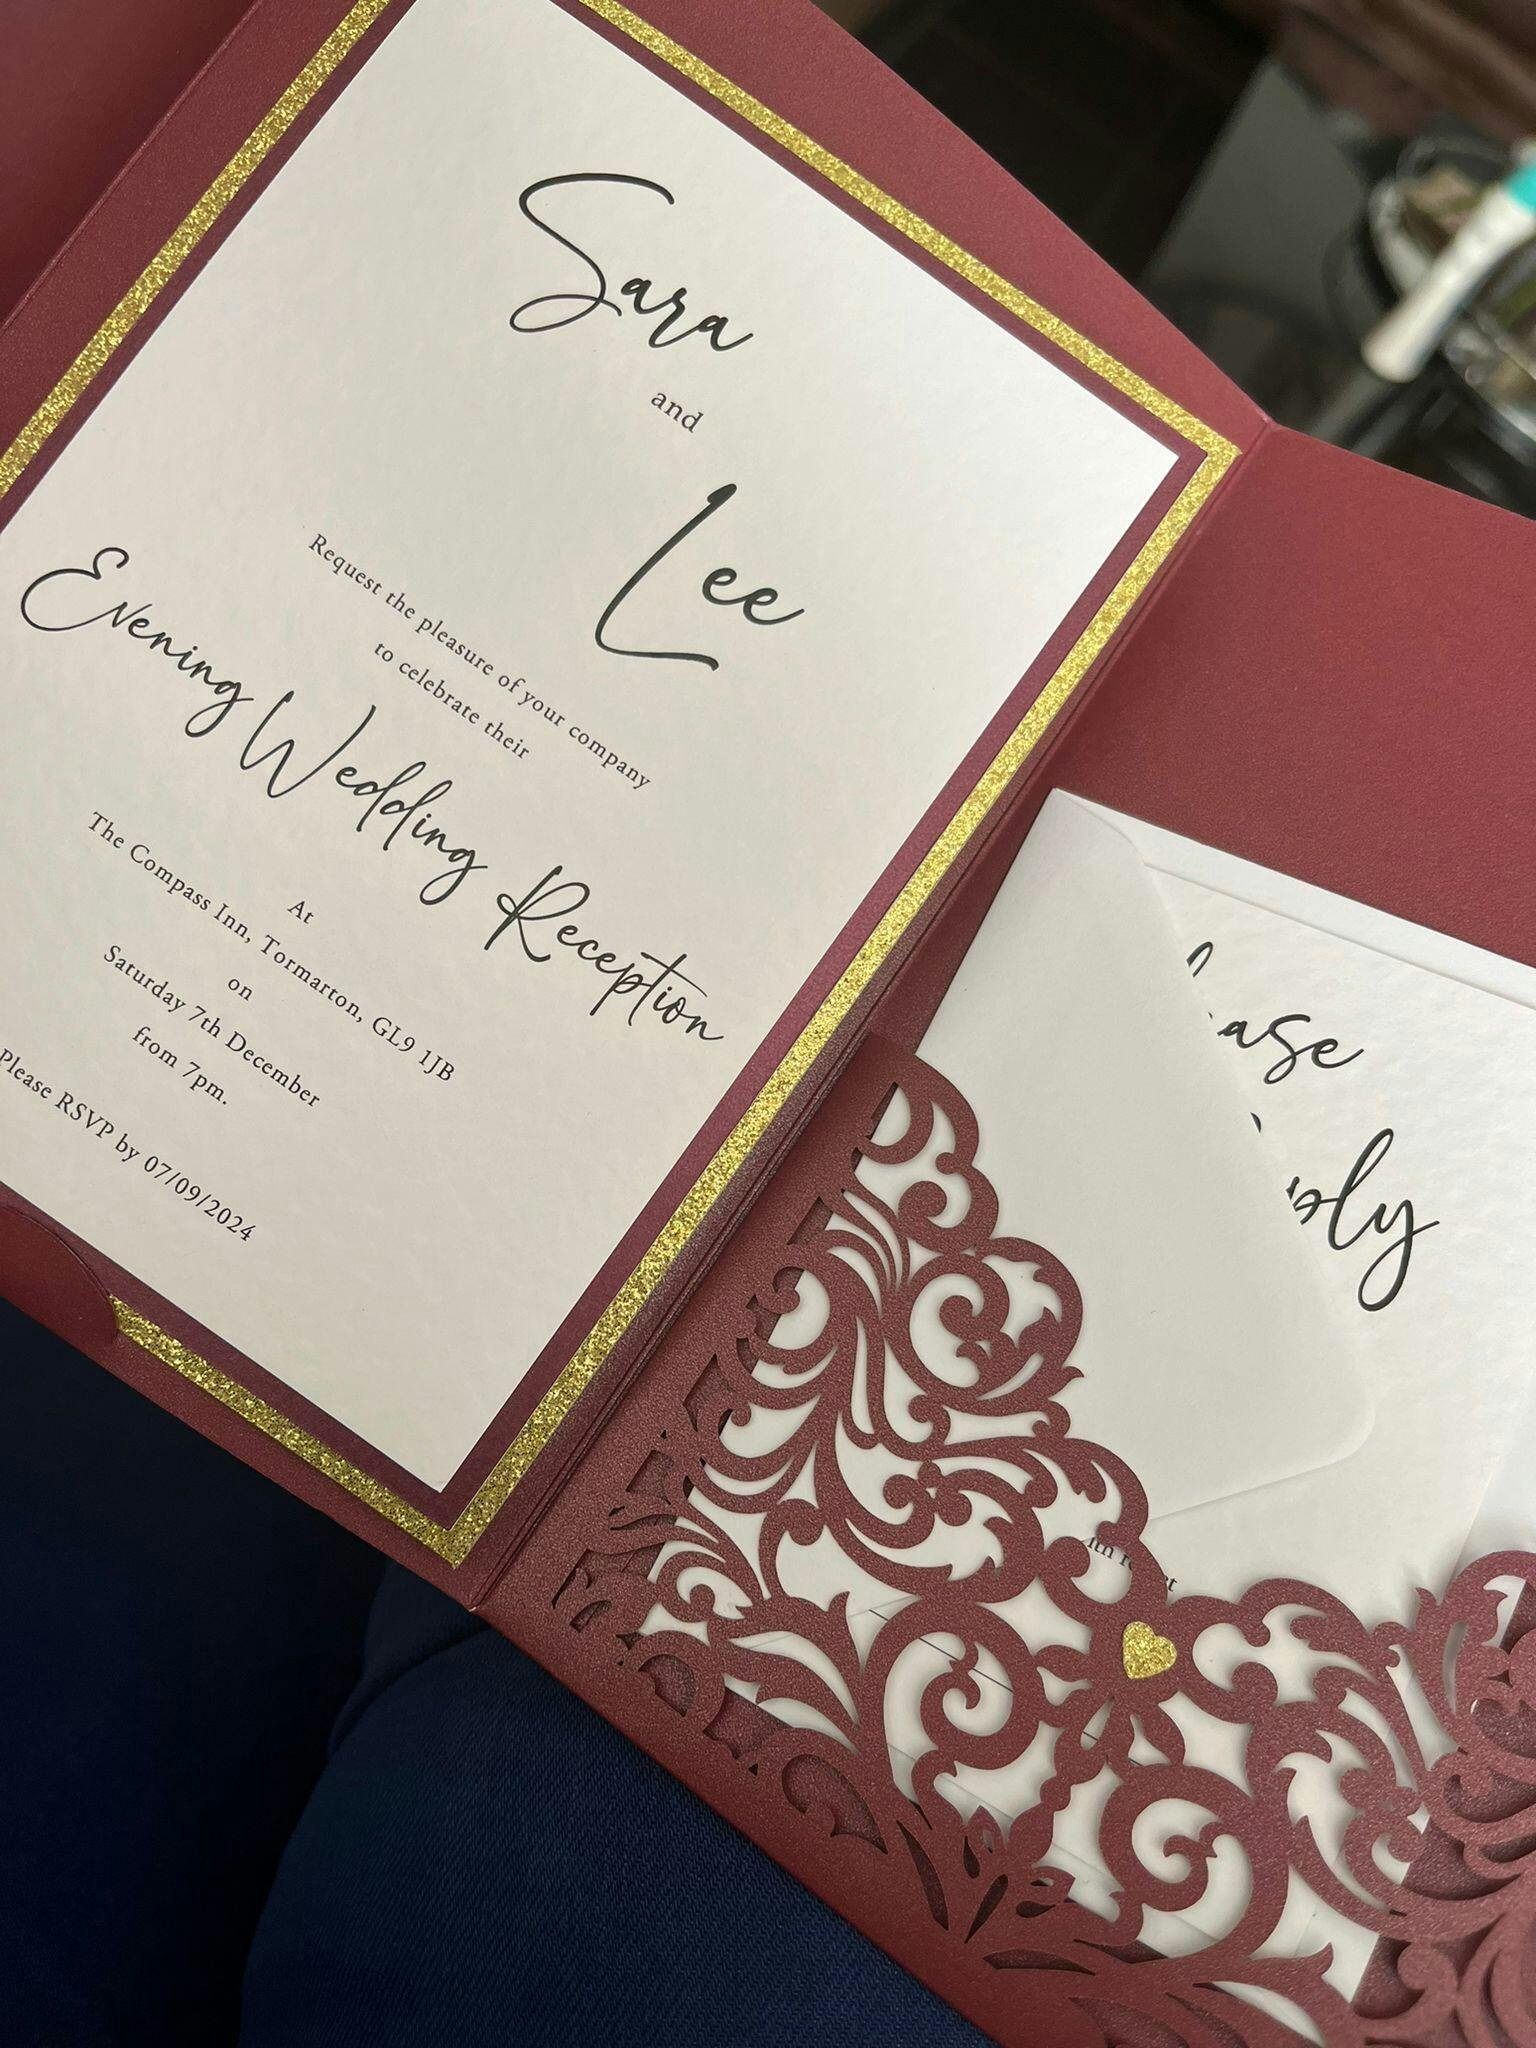 Sara
and
Lee
Request the pleasure of your company
to celebrate their
Evening Wedding Reception
At
The Compass Inn, Tormarton, GL9 1JB
on
Saturday 7th December
from 7pm.
Please RSVP by 07/09/2024